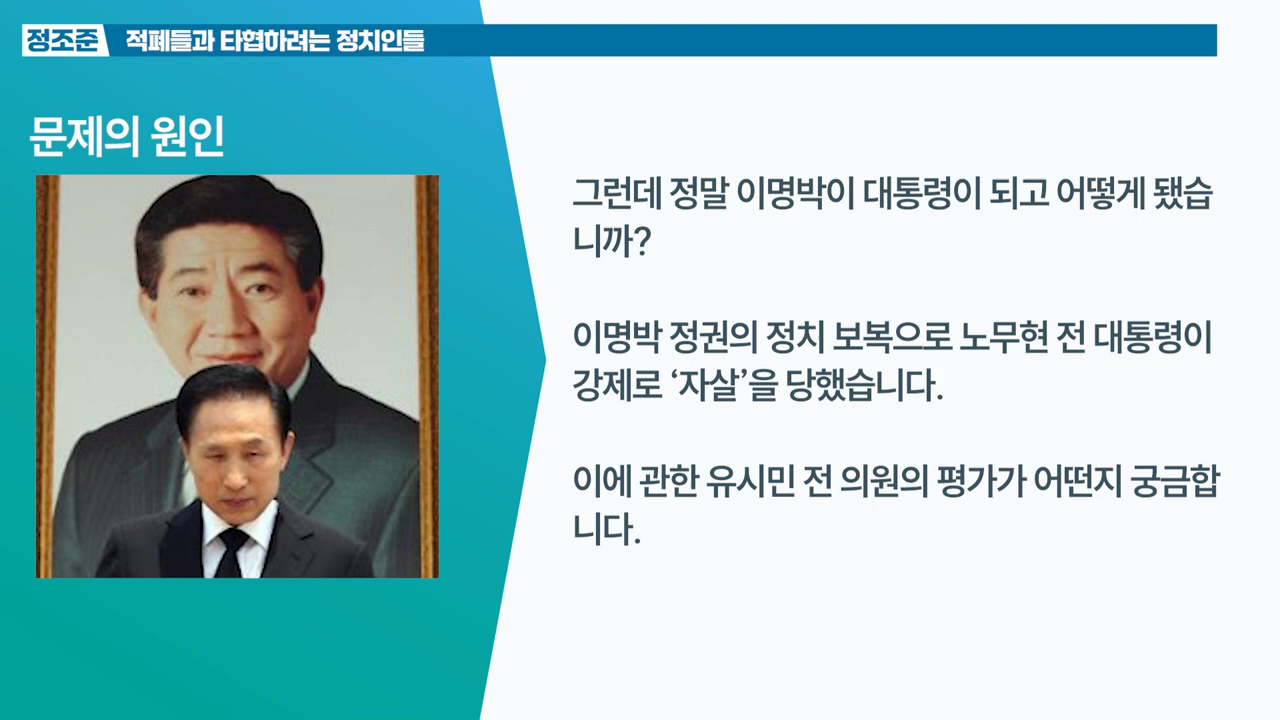 정조준 적폐들과 타협하려는 정치인들
문제의 원인
그런데 정말 이명박이 대통령이 되고 어떻게 됐습
니까?
이명박 정권의 정치 보복으로 노무현 전 대통령이
강제로 ‘자살’을 당했습니다.
이에 관한 유시민 전 의원의 평가가 어떤지 궁금합
니다.